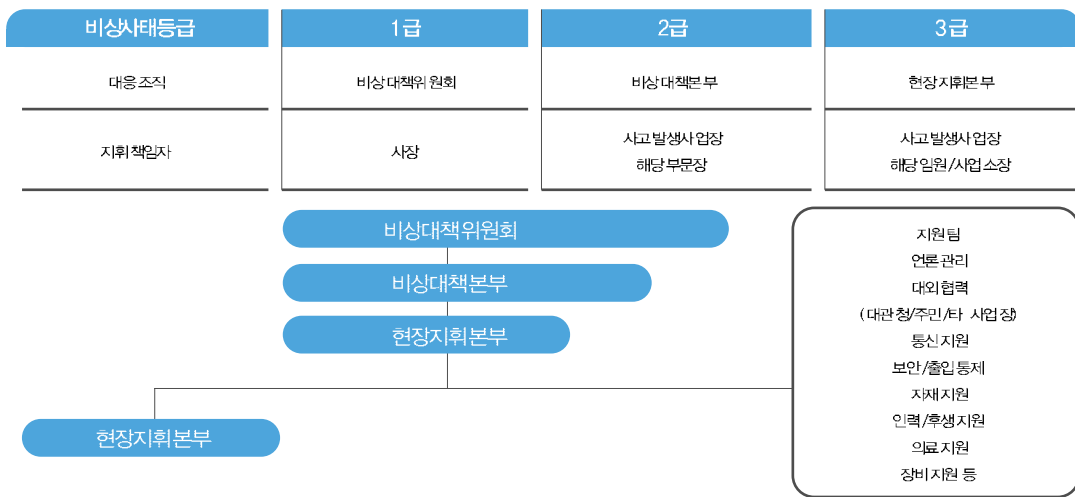 비상사태등급 1급 2급 3급
대응조직 비상대책위원회 비상대책본부 현장지휘본부
지휘책임자 사장 사고발생사업장 사고발생사업장
해당부문장 해당임원/사업소장
비상대책위원회
비상대책본부
현장지휘본부
현장지휘본부
지원팀
언론관리
대외협력
(대관청/주민/타 사업장)
통신지원
보안/출입통제
자재지원
인력/후생지원
의료지원
장비지원 등